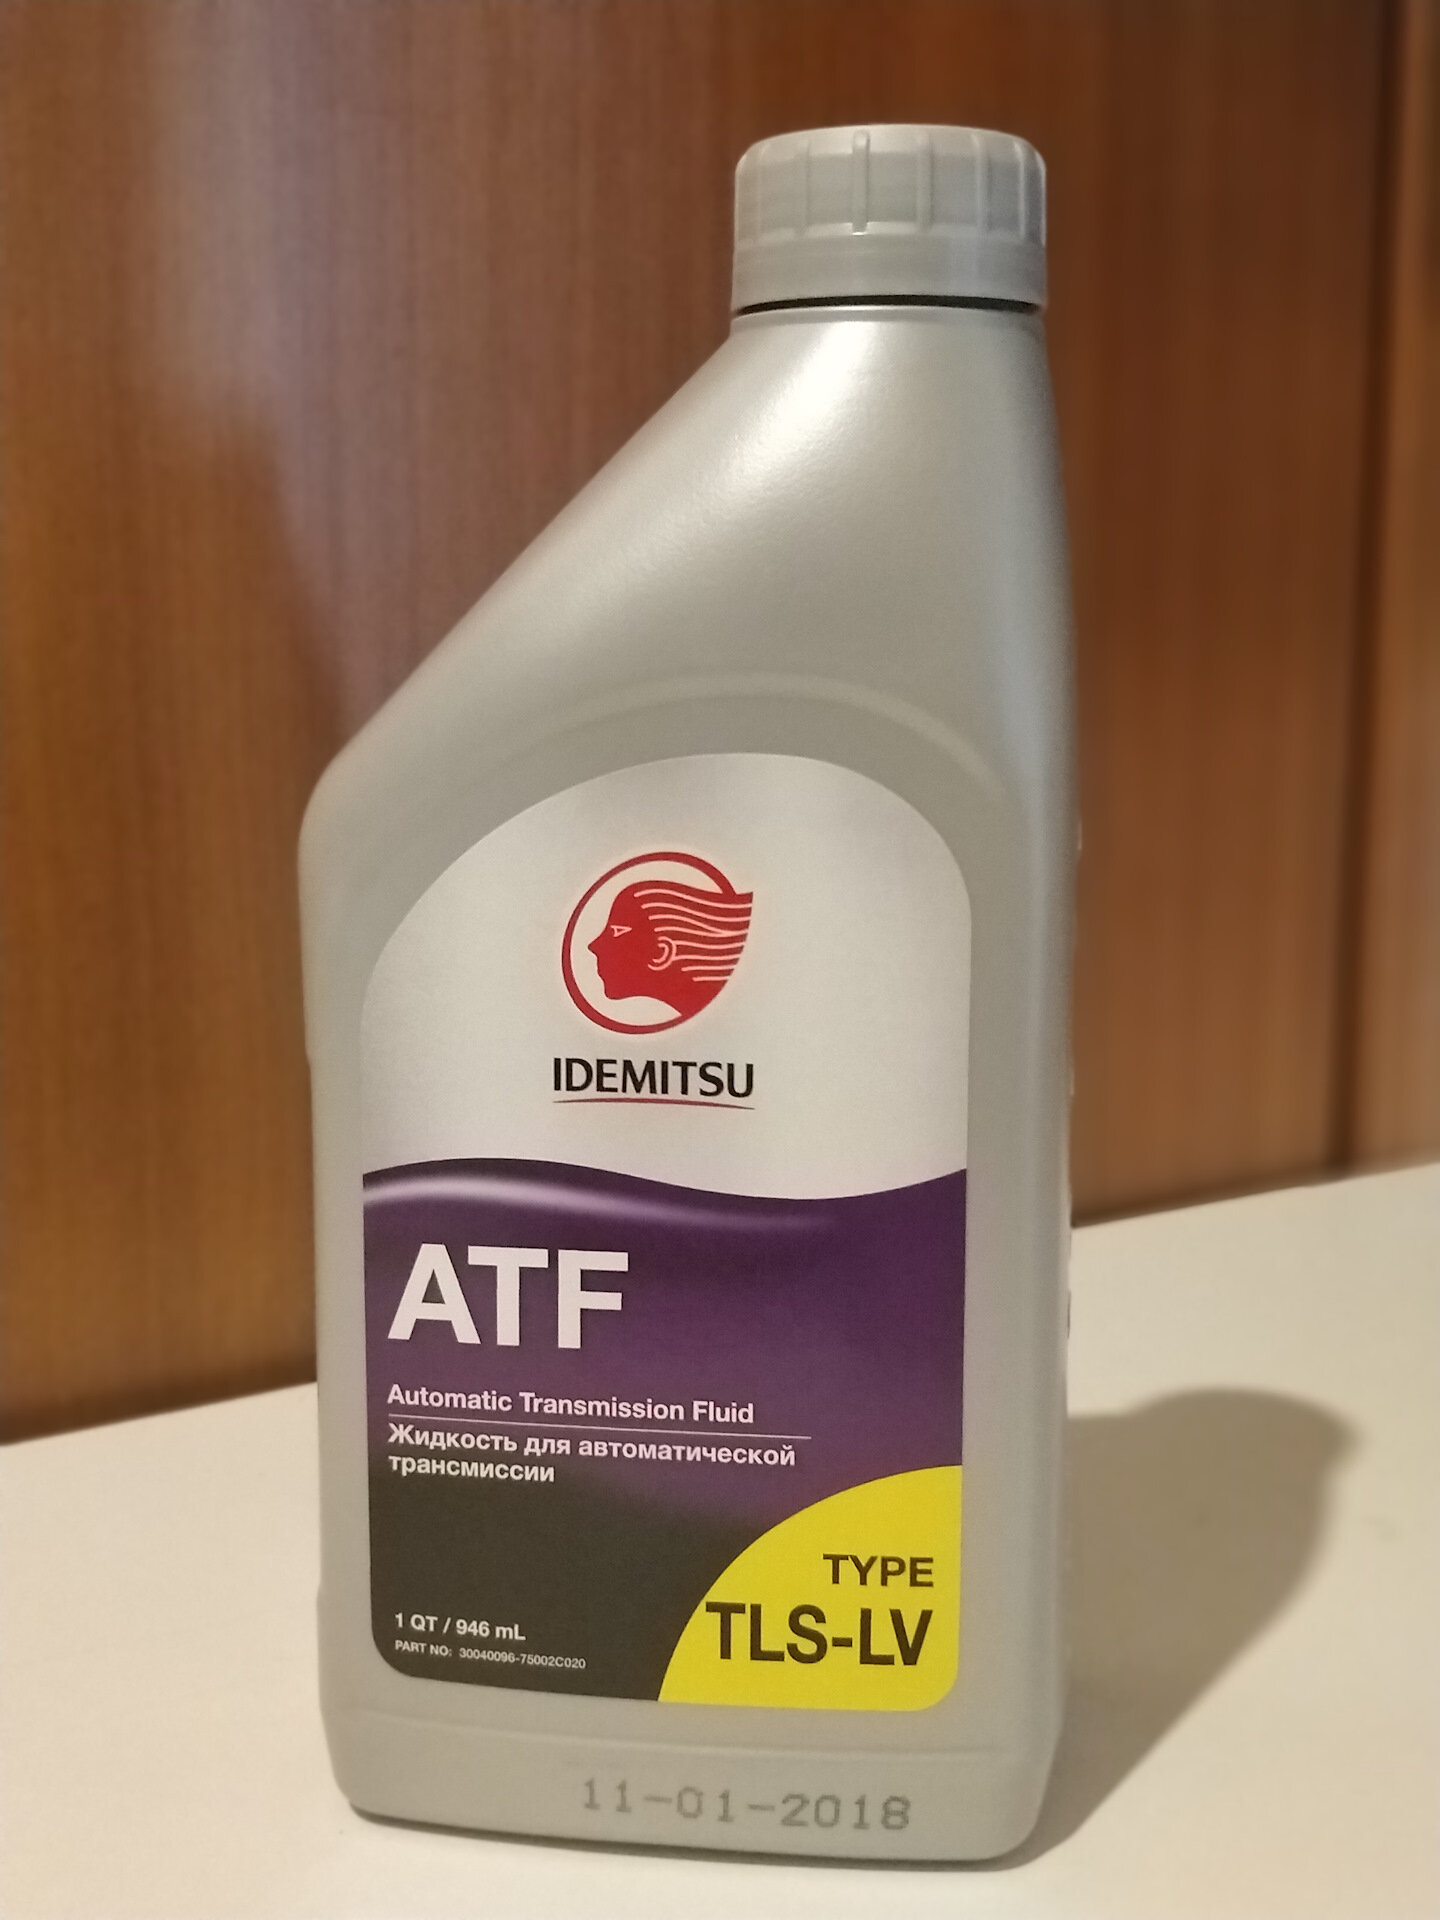 IDEMITSU
ATF
Automatic Transmission Fluid
Жидкость для автоматической
трансмиссии
TYPE
TLS-LV
1 QT / 946 mL
PART NO: 30040096-75002C020
11-01-2018